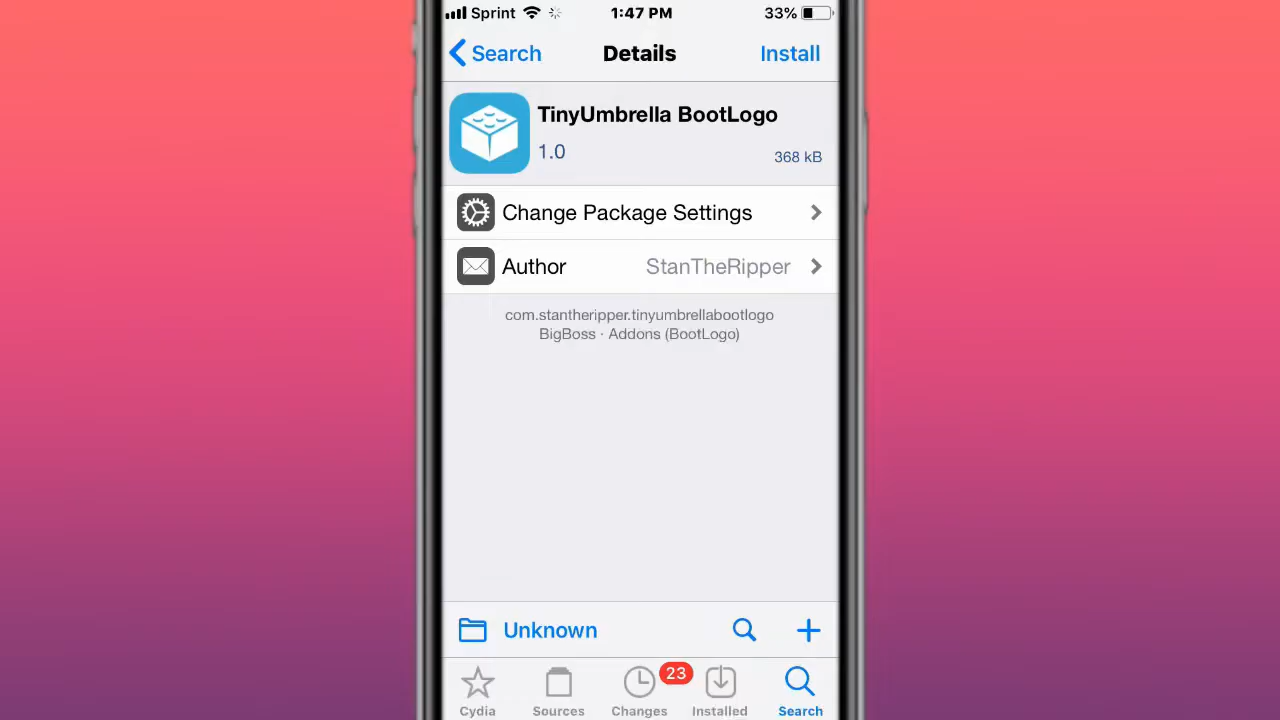 Sprint 1:47 PM 33%
Search Details Install
TinyUmbrella BootLogo
1.0 368 kB
Change Package Settings
Author StanTheRipper
com.stantheripper.tinyumbrellabootlogo
BigBoss · Addons (BootLogo)
Unknown
23
Cydia Sources Changes Installed Search